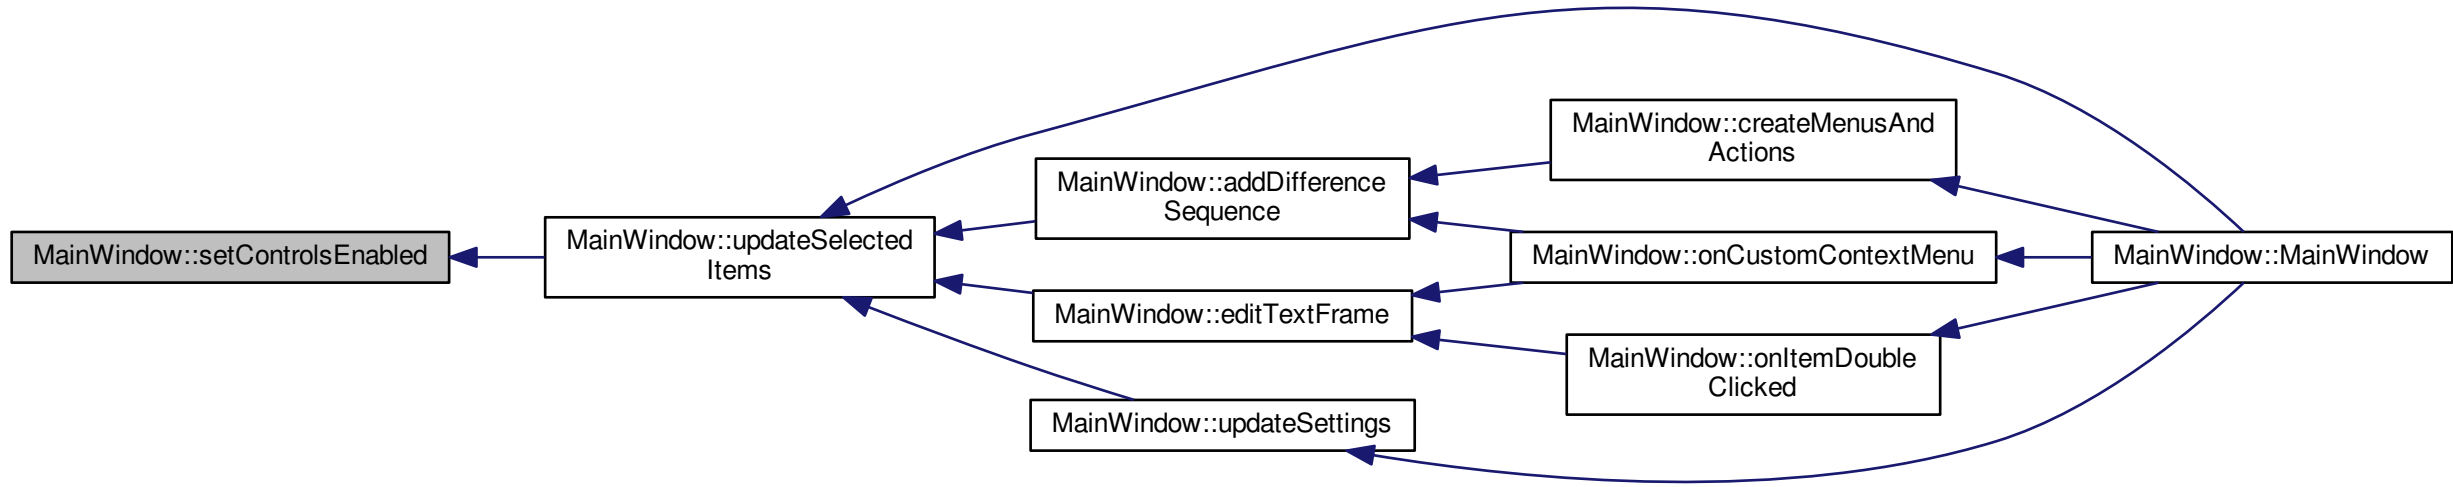 MainWindow::setControlsEnabled
MainWindow::updateSelected
Items
MainWindow::addDifference
Sequence
MainWindow::editTextFrame
MainWindow::updateSettings
MainWindow::createMenusAnd
Actions
MainWindow::onCustomContextMenu
MainWindow::onItemDouble
Clicked
MainWindow::MainWindow